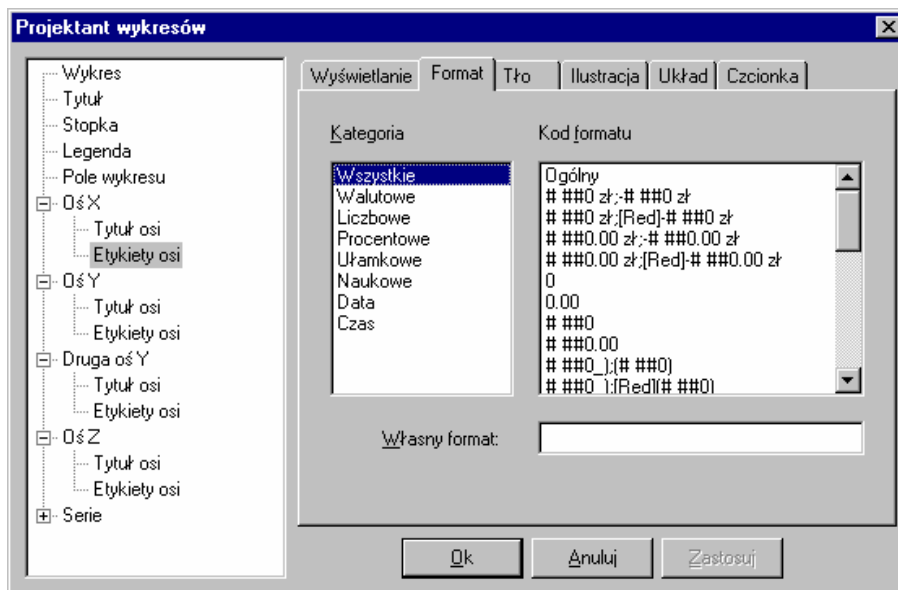 Projektant wykresów
Wykres
Tytuł
Stopka
Legenda
Pole wykresu
Oś X
Tytuł osi
Etykiety osi
Oś Y
Tytuł osi
Etykiety osi
Druga oś Y
Tytuł osi
Etykiety osi
Oś Z
Tytuł osi
Etykiety osi
Serie
Wyświetlanie Format Tło Ilustracja Układ Czcionka
Kategoria
Wszystkie
Walutowe
Liczbowe
Procentowe
Ułamkowe
Naukowe
Data
Czas
Kod formatu
Ogólny
# ##0 zł;-# ##0 zł
# ##0 zł;[Red]-# ##0 zł
# ##0.00 zł;-# ##0.00 zł
# ##0.00 zł;[Red]-# ##0.00 zł
0
0.00
# ##0
# ##0.00
# ##0_);(# ##0)
# ##0_);[Red](# ##0)
Własny format:
Ok Anuluj Zastosuj